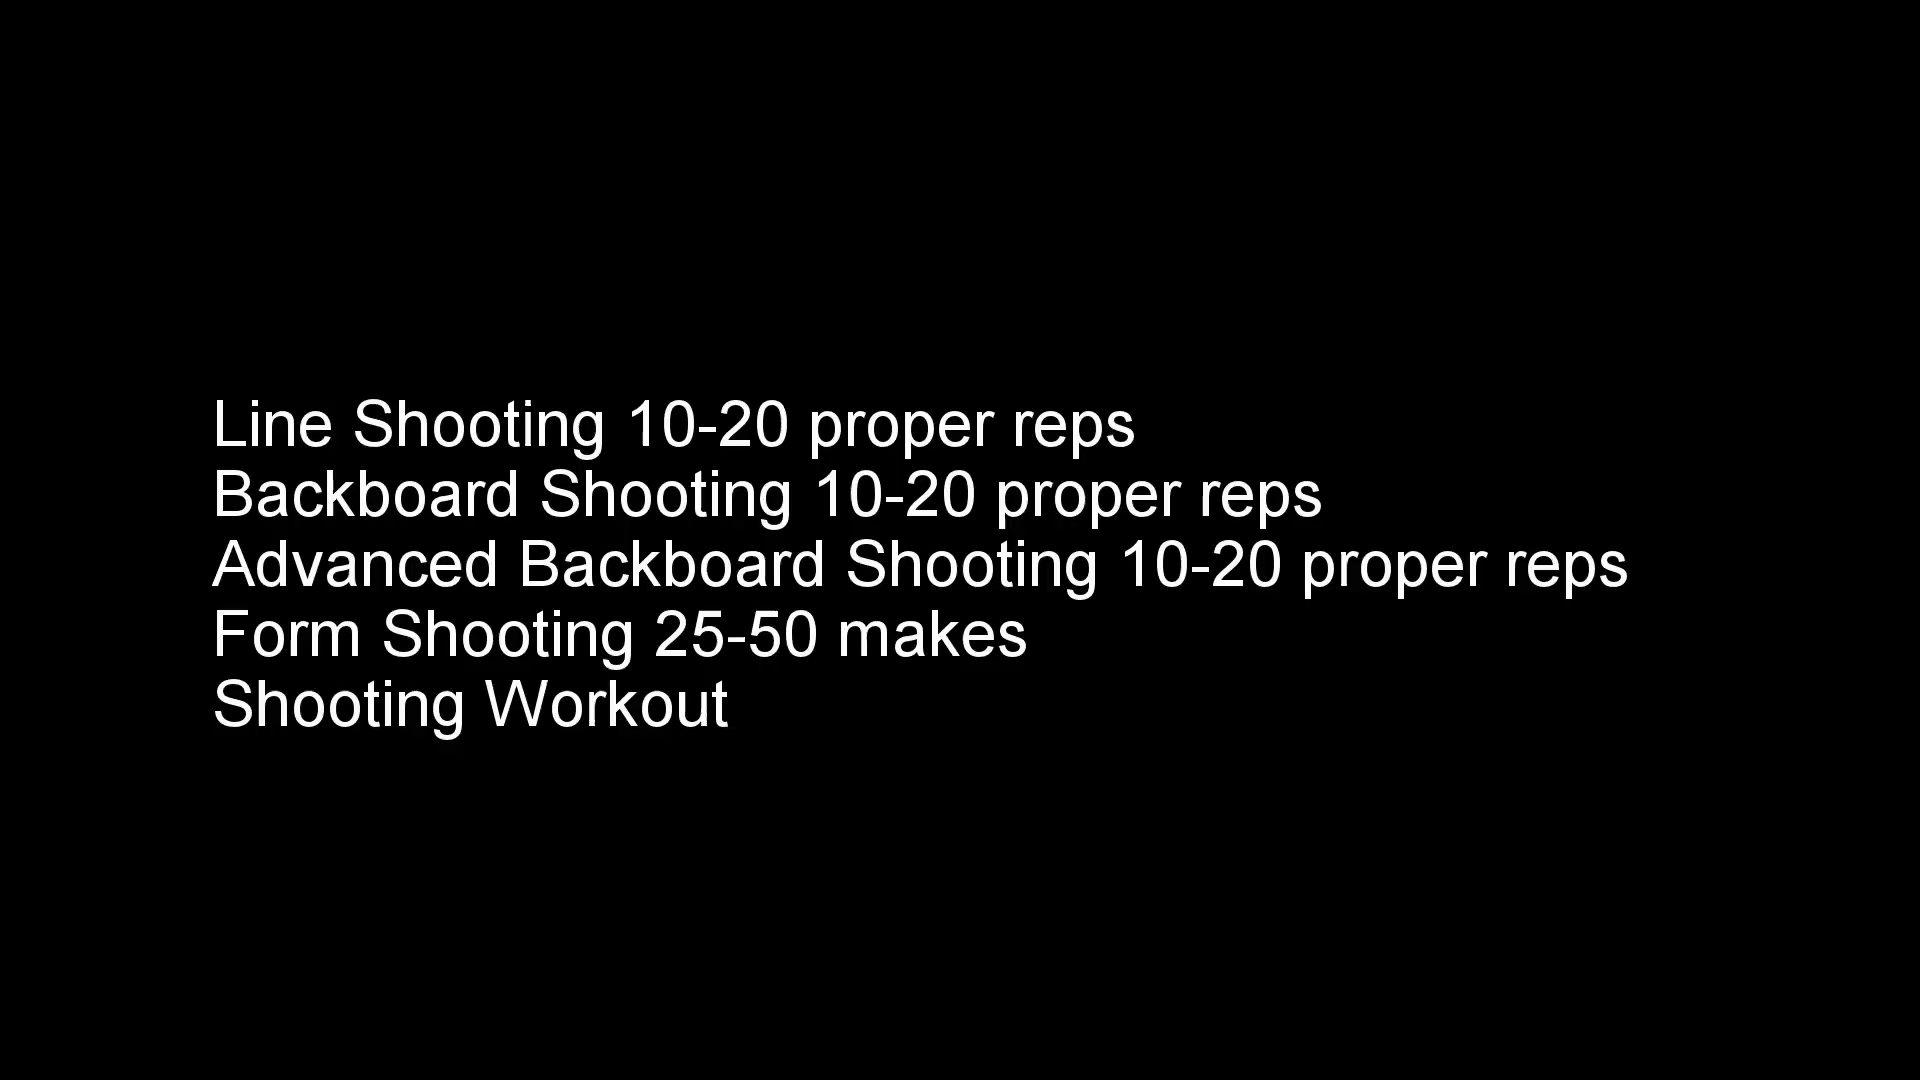 Line Shooting 10-20 proper reps
Backboard Shooting 10-20 proper reps
Advanced Backboard Shooting 10-20 proper reps
Form Shooting 25-50 makes
Shooting Workout